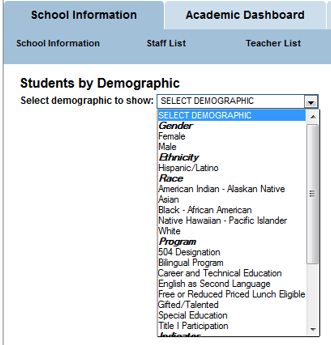 School Information Academic Dashboard
School Information Staff List Teacher List
Students by Demographic
Select demographic to show: SELECT DEMOGRAPHIC
SELECT DEMOGRAPHIC
Gender
Female
Male
Ethnicity
Hispanic/Latino
Race
American Indian - Alaskan Native
Asian
Black - African American
Native Hawaiian - Pacific Islander
White
Program
504 Designation
Bilingual Program
Career and Technical Education
English as Second Language
Free or Reduced Priced Lunch Eligible
Gifted/Talented
Special Education
Title I Participation
Indicator